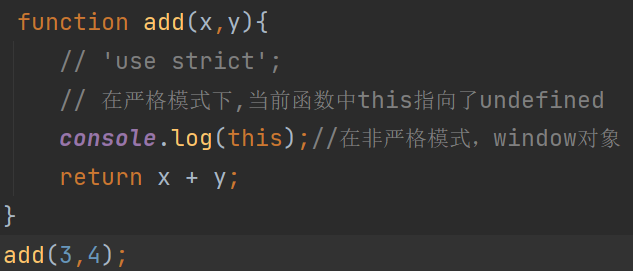 function add(x,y){
// 'use strict';
// 在严格模式下,当前函数中this指向了undefined
console.log(this);//在非严格模式，window对象
return x + y;
}
add(3,4);